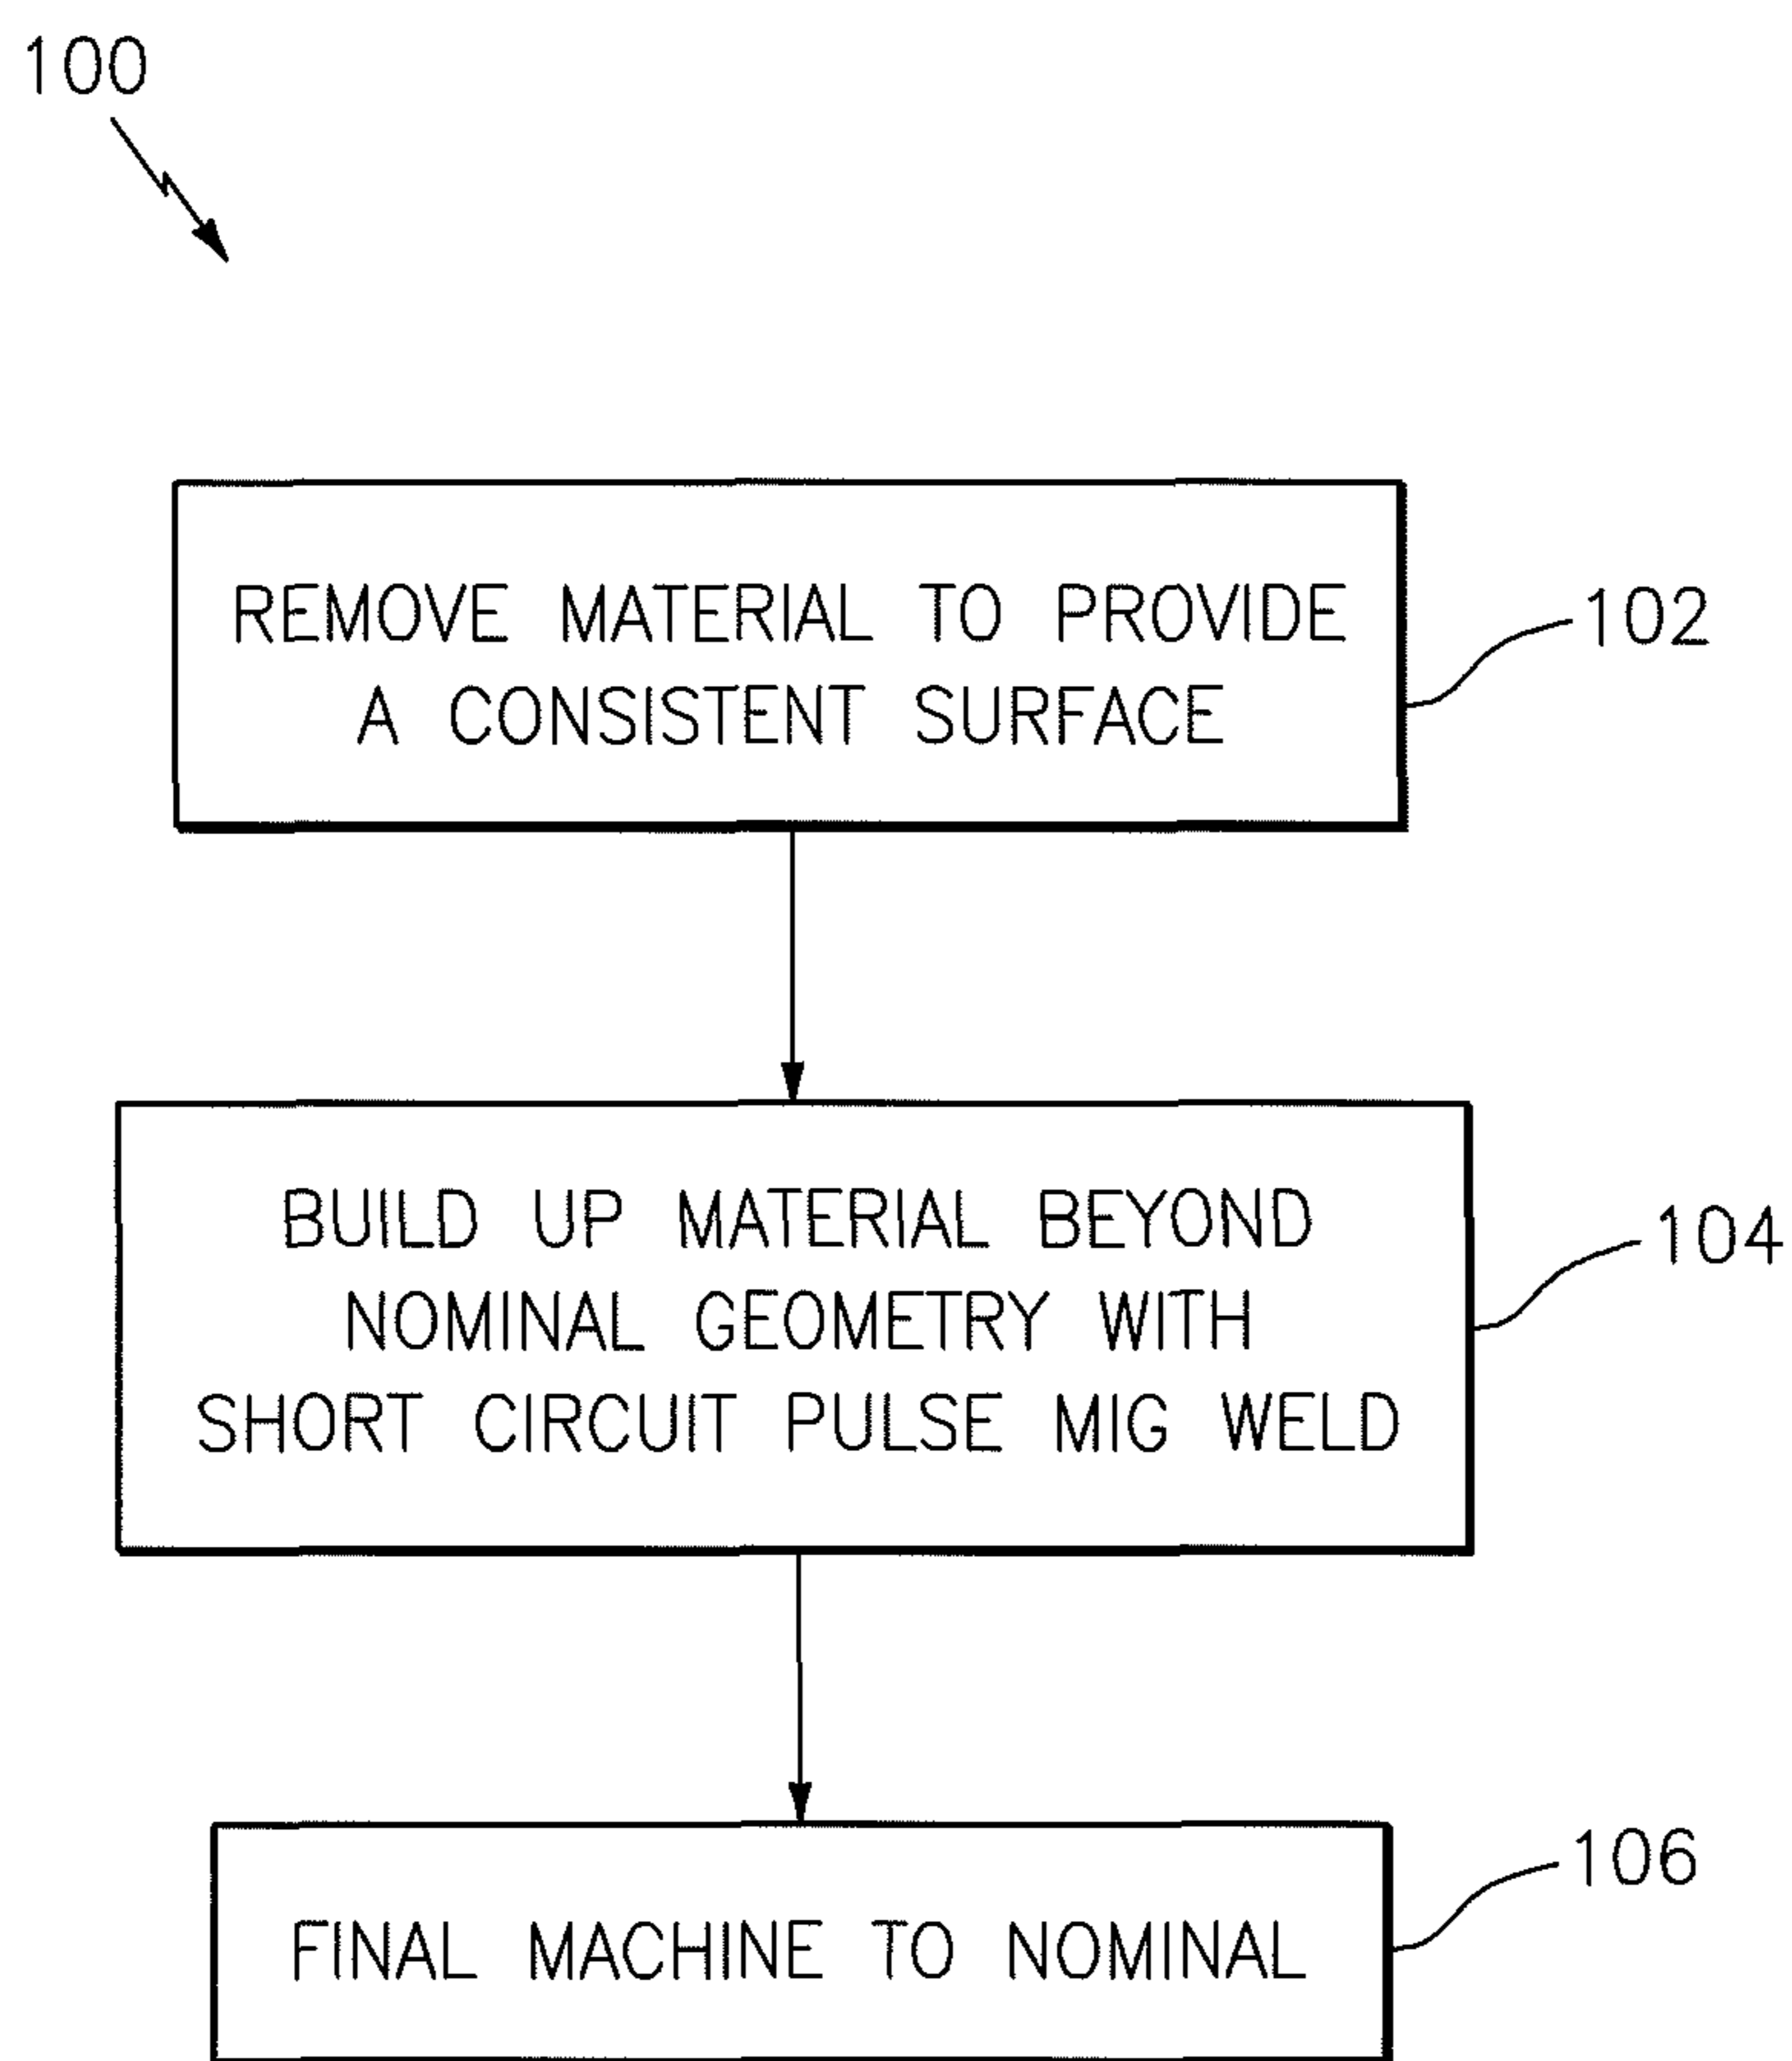 100
REMOVE MATERIAL TO PROVIDE
A CONSISTENT SURFACE
102
BUILD UP MATERIAL BEYOND
NOMINAL GEOMETRY WITH
SHORT CIRCUIT PULSE MIG WELD
104
FINAL MACHINE TO NOMINAL
106